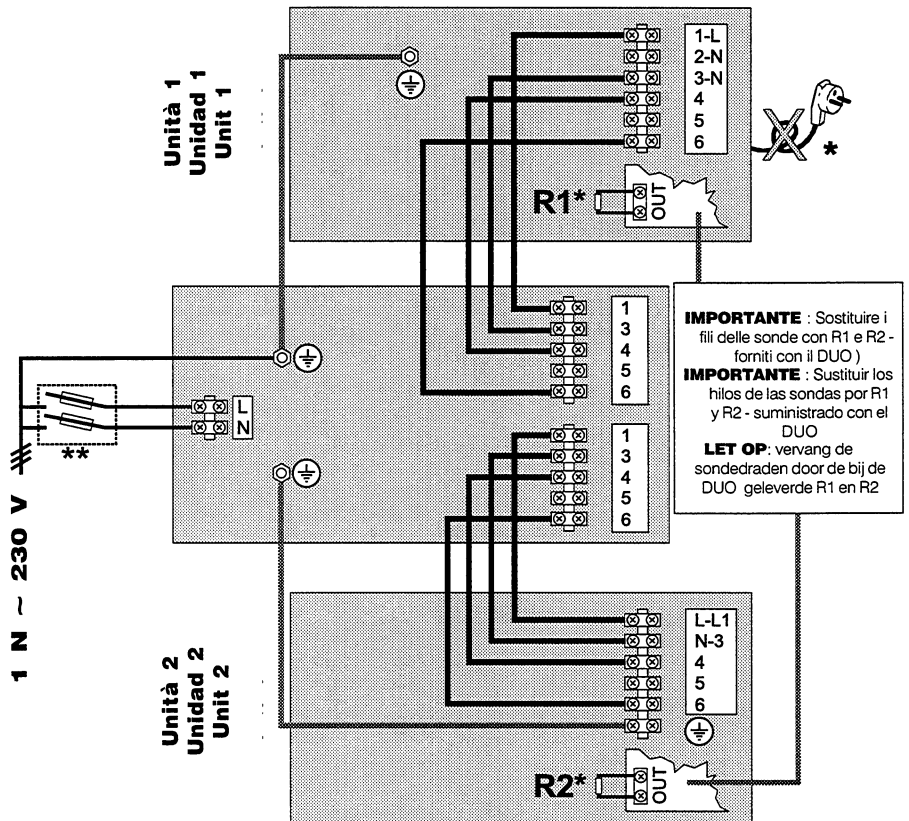 Unità 1
Unidad 1
Unit 1
1-L
2-N
3-N
4
5
6
*
R1*
OUT
1
3
4
5
6
L
N
**
1 N ~ 230 V
1
3
4
5
6
IMPORTANTE : Sostituire i
fili delle sonde con R1 e R2 -
forniti con il DUO )
IMPORTANTE : Sustituir los
hilos de las sondas por R1
y R2 - suministrado con el
DUO
LET OP: vervang de
sondedraden door de bij de
DUO geleverde R1 en R2
Unità 2
Unidad 2
Unit 2
L-L1
N-3
4
5
6
R2*
OUT